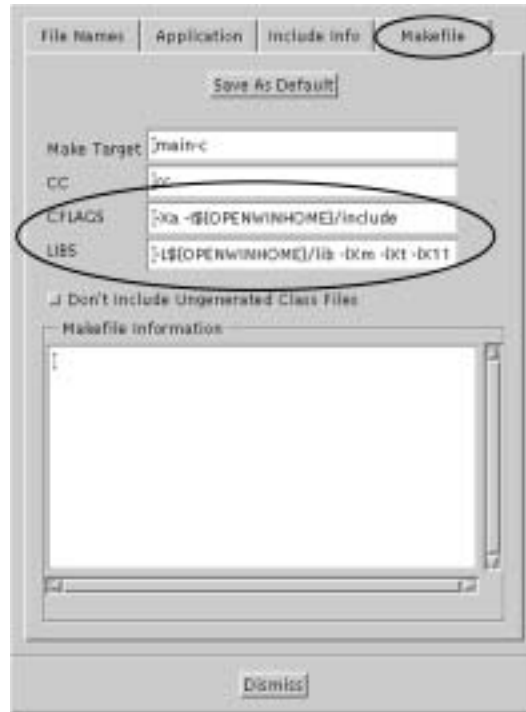 File Names Application Include Info Makefile
Save As Default
Make Target main-c
CC cc
CFLAGS -Xa -I${OPENWINHOME}/include
LIBS -L${OPENWINHOME}/lib -lXm -lXt -lX11
Don't Include Ungenerated Class Files
Makefile Information
Dismiss